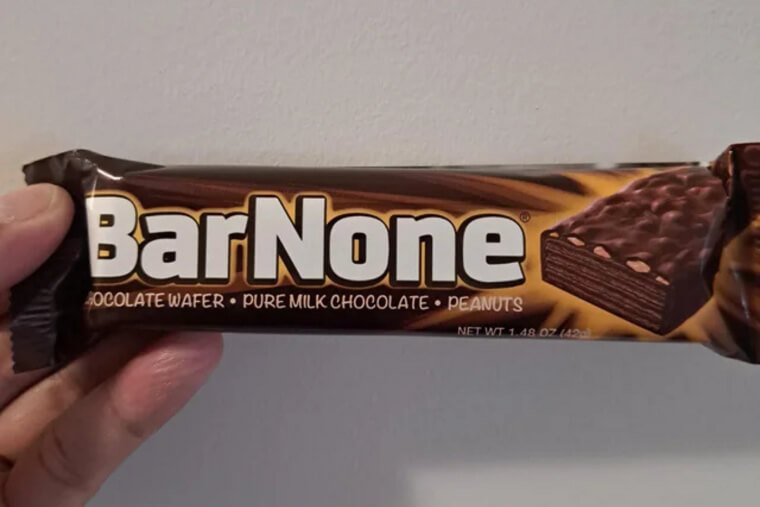 BarNone®
OCOLATE WAFER • PURE MILK CHOCOLATE • PEANUTS
NET WT 1.48 OZ (42g)